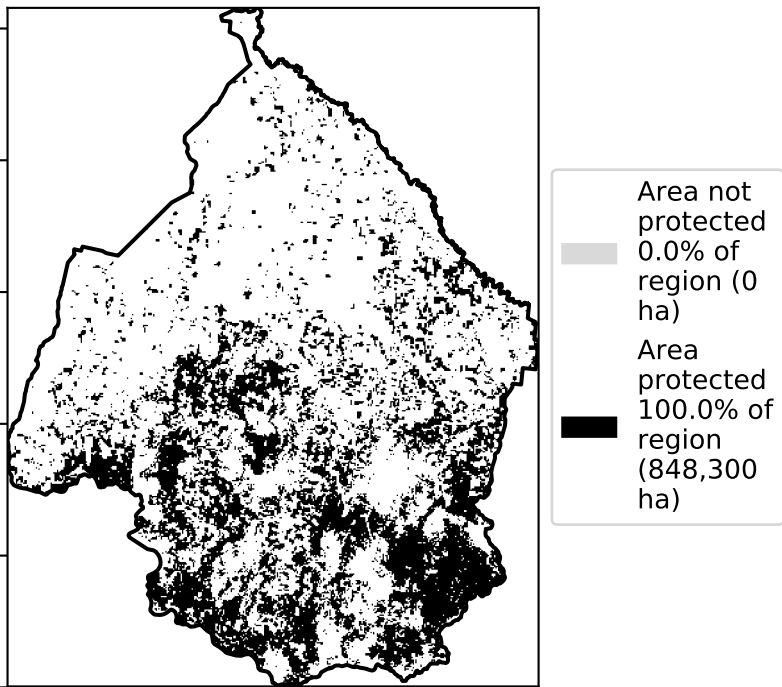 Area not
protected
0.0% of
region (0
ha)
Area
protected
100.0% of
region
(848,300
ha)